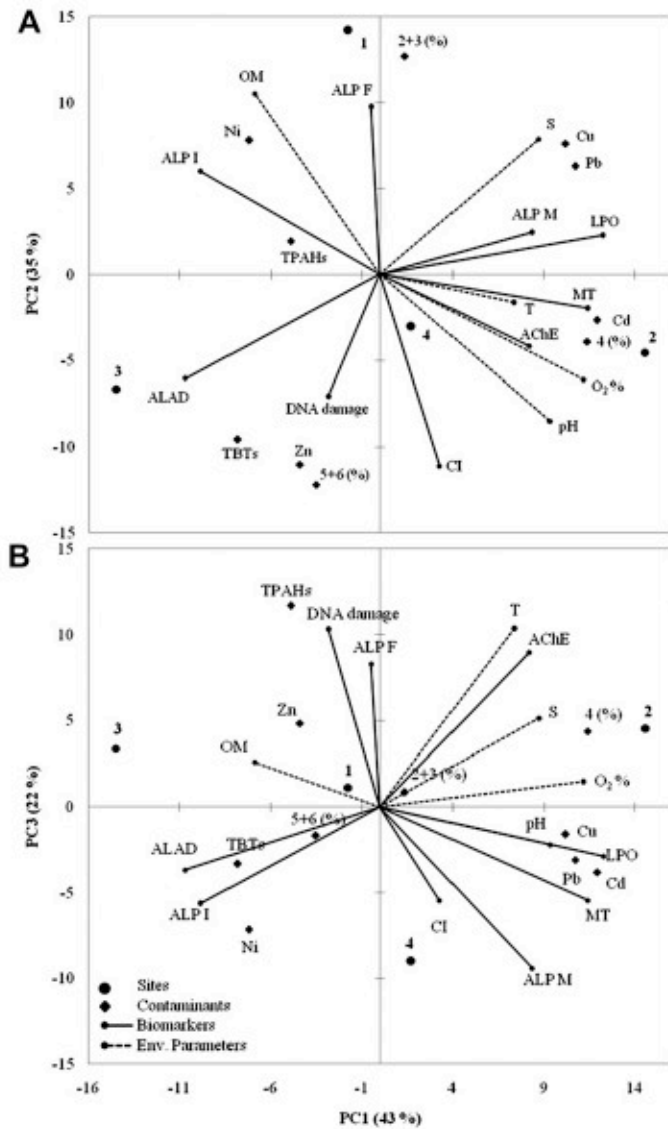 A
15
1
2+3 (%)
OM
ALP F
10
S
Cu
Ni
Pb
ALP I
5
ALP M
LPO
TPAHs
PC2 (35 %)
0
MT
T
Cd
2
4
AChE
4 (%)
-5
3
O2 %
ALAD
DNA damage
pH
TBTs
Zn
CI
-10
5+6 (%)
-15
B
15
TPAHs
DNA damage
T
ALP F
AChE
10
Zn
S
4 (%)
2
3
5
OM
1
2+3 (%)
O2 %
PC3 (22 %)
0
5+6 (%)
pH
Cu
ALAD
TBTs
LPO
Pb
Cd
-5
ALP I
CI
MT
Ni
4
ALP M
-10
Sites
Contaminants
Biomarkers
Env. Parameters
-15
-16 -11 -6 -1 4 9 14
PC1 (43 %)